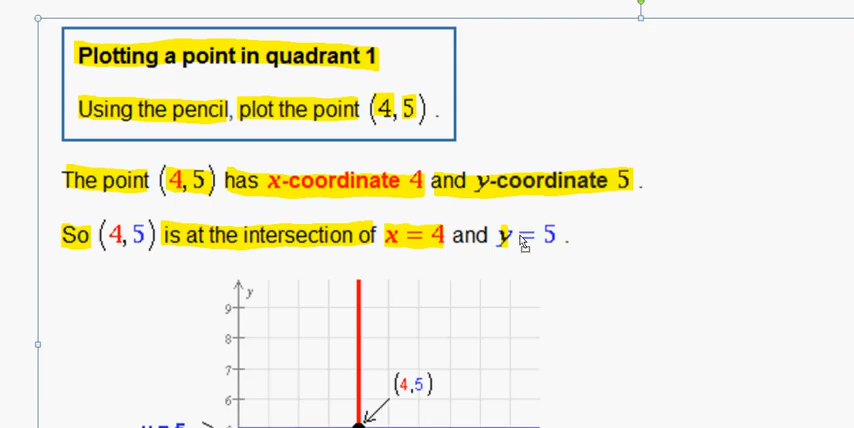 Plotting a point in quadrant 1
Using the pencil, plot the point (4,5) .
The point (4,5) has x-coordinate 4 and y-coordinate 5 .
So (4,5) is at the intersection of x = 4 and y = 5 .
y
9
8
7
(4,5)
6
y = 5